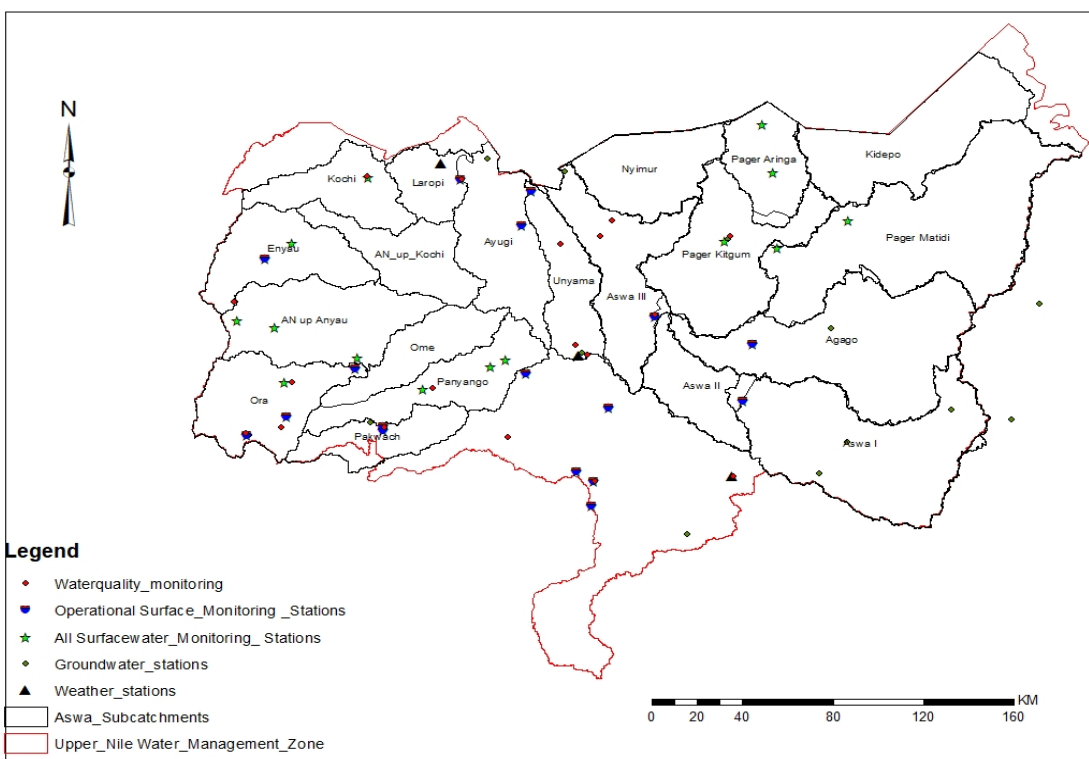 N
Pager Aringa
Kidepo
Nyimur
Kochi
Laropi
Pager Matidi
Ayugi
Enyau
AN_up_Kochi
Pager Kitgum
Unyama
Aswa III
AN up Anyau
Ome
Agago
Panyango
Aswa II
Ora
Pakwach
Aswa I
Legend
Waterquality_monitoring
Operational Surface_Monitoring _Stations
All Surfacewater_Monitoring_ Stations
Groundwater_stations
Weather_stations
Aswa_Subcatchments
Upper_Nile Water_Management_Zone
KM
0 20 40 80 120 160